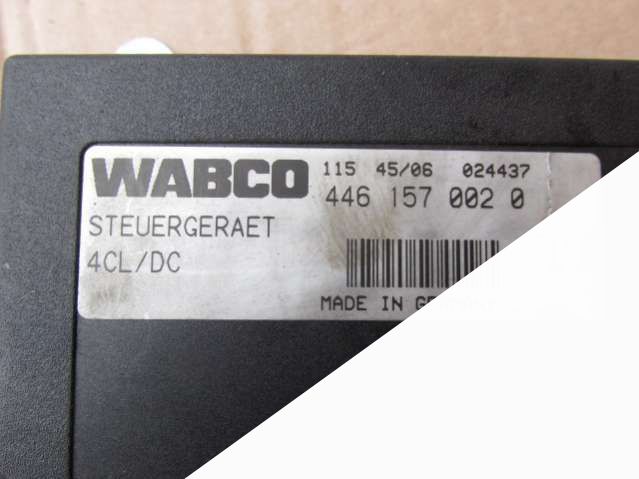 WABCO 115 45/06 024437
446 157 002 0
STEUERGERAET
4CL/DC
MADE IN